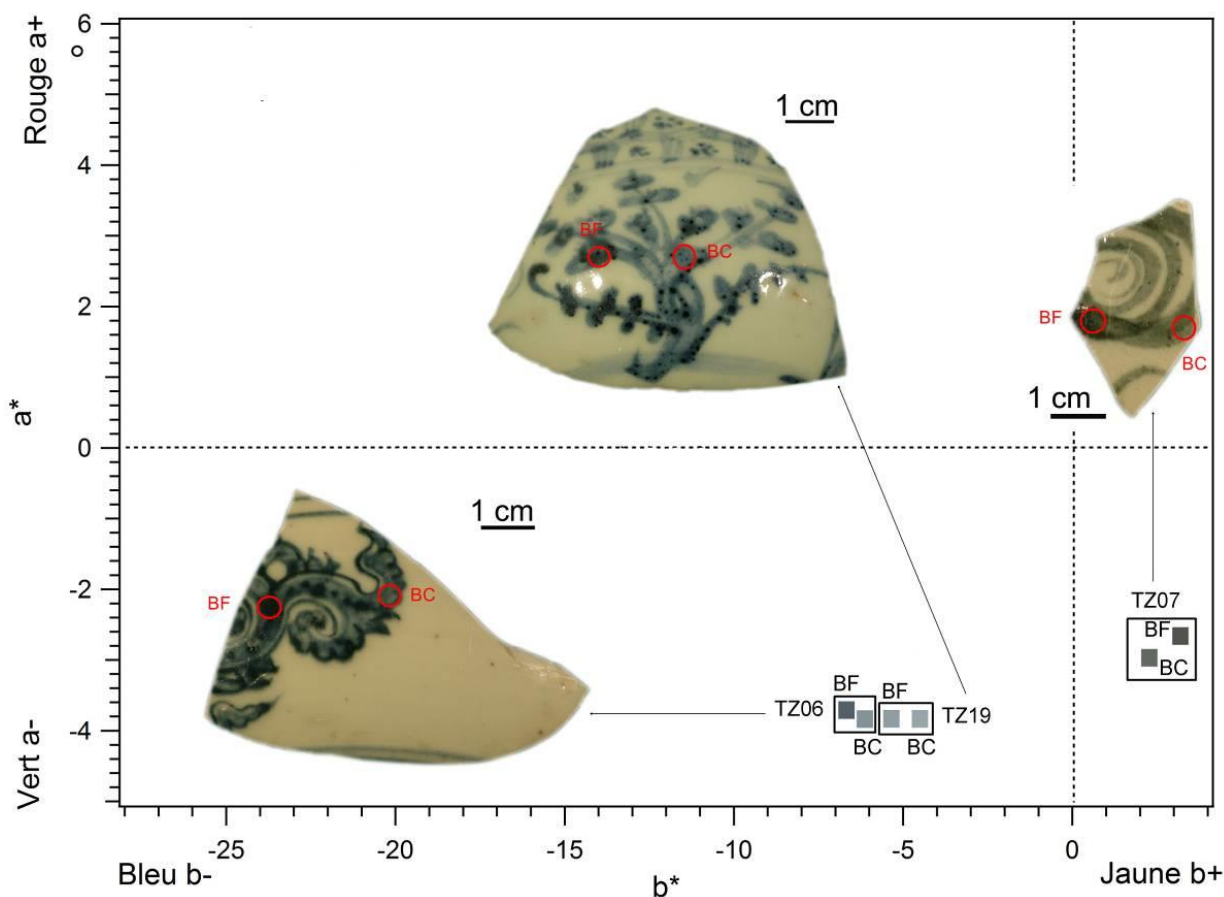 Rouge a+
6
4
2
0
-2
-4
a*
Vert a-
1 cm
BF
BC
BF
BC
1 cm
1 cm
BF
BC
TZ07
BF
BC
TZ06
BF
BC
BF
BC
TZ19
-25
-20
-15
-10
-5
0
Bleu b-
b*
Jaune b+